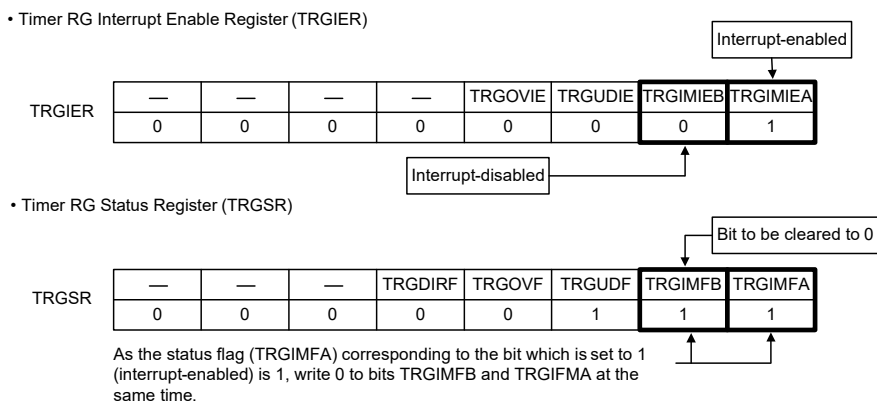 • Timer RG Interrupt Enable Register (TRGIER)
Interrupt-enabled
TRGIER
— — — — TRGOVIE TRGUDIE TRGIMIEB TRGIMIEA
0 0 0 0 0 0 0 1
Interrupt-disabled
• Timer RG Status Register (TRGSR)
Bit to be cleared to 0
TRGSR
— — — TRGDIRF TRGOVF TRGUDF TRGIMFB TRGIMFA
0 0 0 0 0 1 1 1
As the status flag (TRGIMFA) corresponding to the bit which is set to 1
(interrupt-enabled) is 1, write 0 to bits TRGIMFB and TRGIFMA at the
same time.